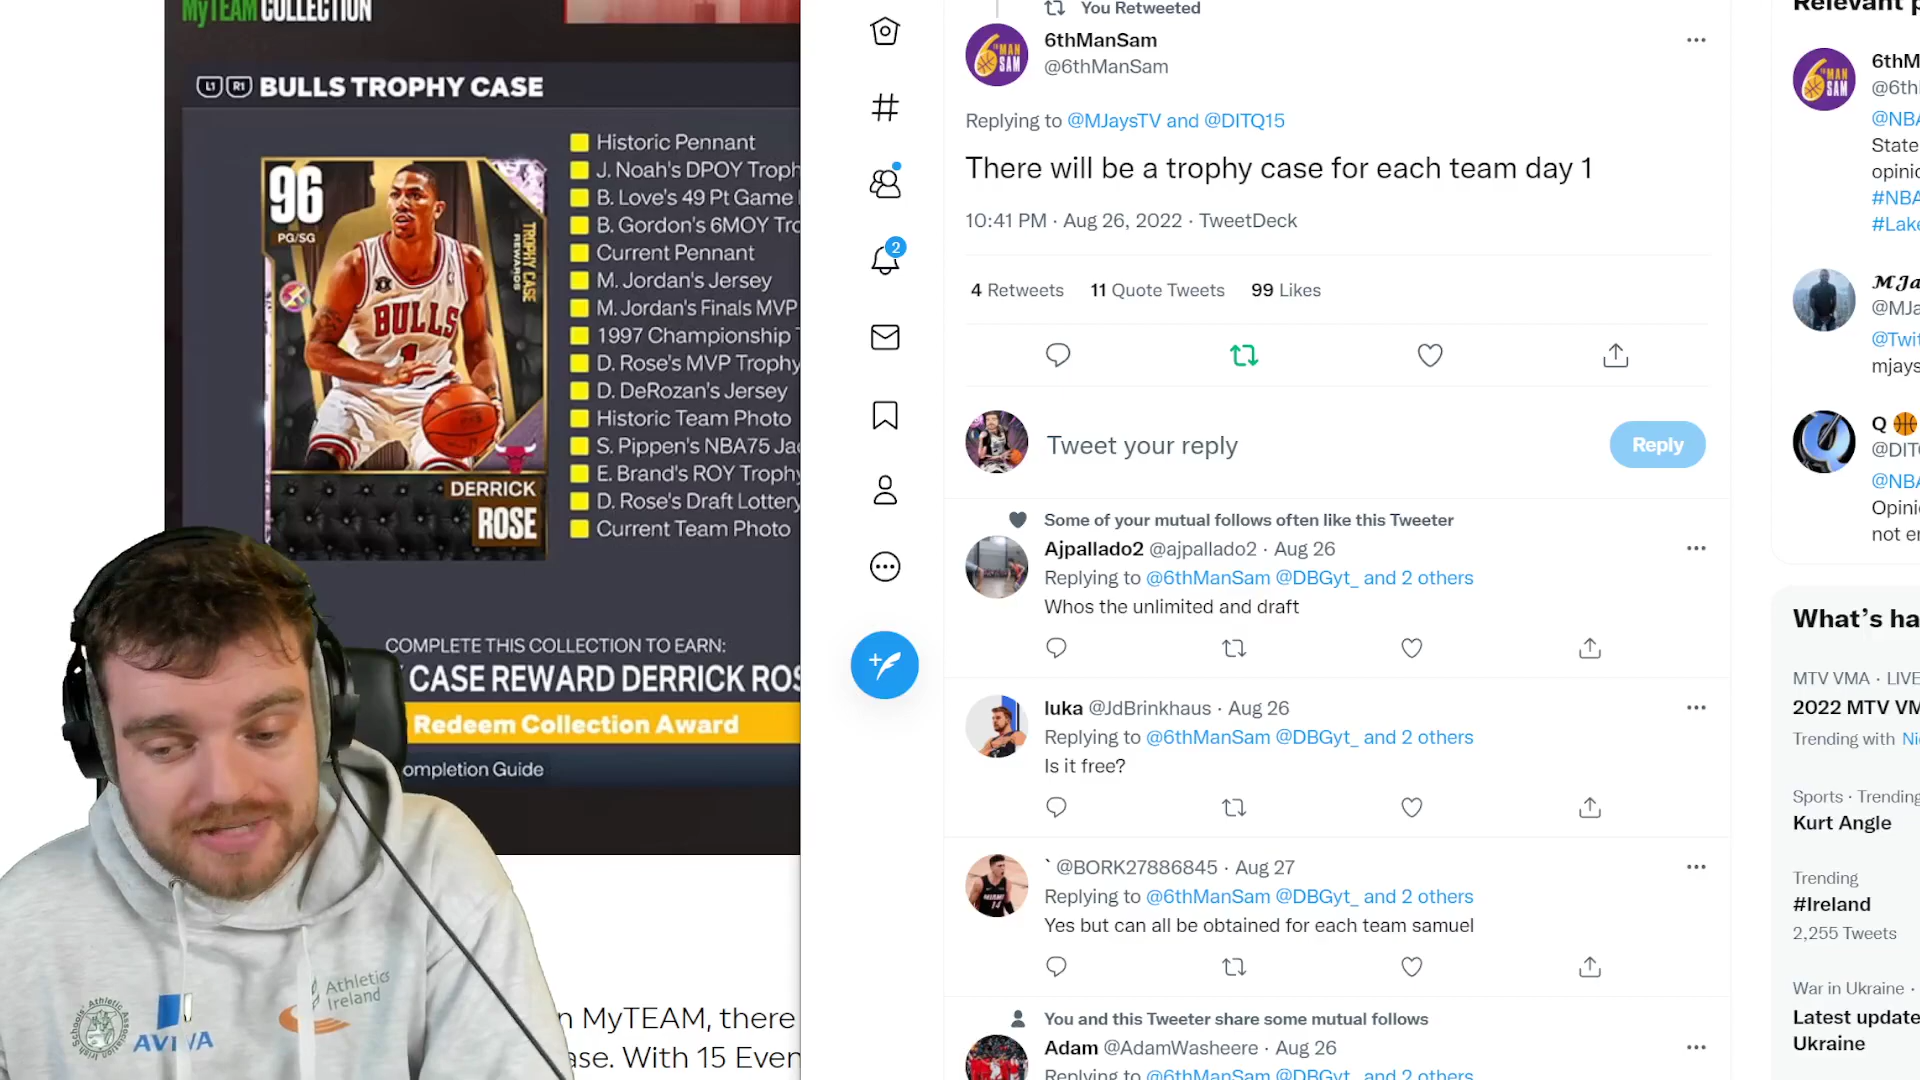 MyTEAM COLLECTION
L1 R1 BULLS TROPHY CASE
96
PG/SG
TROPHY CASE
REWARDS
BULLS
1
DERRICK
ROSE
Historic Pennant
J. Noah's DPOY Troph
B. Love's 49 Pt Game
B. Gordon's 6MOY Tro
Current Pennant
M. Jordan's Jersey
M. Jordan's Finals MVP
1997 Championship
D. Rose's MVP Trophy
D. DeRozan's Jersey
Historic Team Photo
S. Pippen's NBA75 Ja
E. Brand's ROY Trophy
D. Rose's Draft Lottery
Current Team Photo
COMPLETE THIS COLLECTION TO EARN:
CASE REWARD DERRICK ROS
Redeem Collection Award
ompletion Guide
n MyTEAM, there
ase. With 15 Even
Athletics
Ireland
AVIVA
2
You Retweeted
6thManSam
@6thManSam
Replying to @MJaysTV and @DITQ15
There will be a trophy case for each team day 1
10:41 PM · Aug 26, 2022 · TweetDeck
4 Retweets 11 Quote Tweets 99 Likes
Tweet your reply
Reply
Some of your mutual follows often like this Tweeter
Ajpallado2 @ajpallado2 · Aug 26
Replying to @6thManSam @DBGyt_ and 2 others
Whos the unlimited and draft
luka @JdBrinkhaus · Aug 26
Replying to @6thManSam @DBGyt_ and 2 others
Is it free?
` @BORK27886845 · Aug 27
Replying to @6thManSam @DBGyt_ and 2 others
Yes but can all be obtained for each team samuel
You and this Tweeter share some mutual follows
Adam @AdamWasheere · Aug 26
Replying to @6thManSam @DBGyt_ and 2 others
Relevant p
6thM
@6th
@NBA
State
opinio
#NBA
#Lake
MJa
@MJa
@Twit
mjays
Q
@DIT
@NBA
Opini
not er
What's ha
MTV VMA · LIVE
2022 MTV VM
Trending with Ni
Sports · Trending
Kurt Angle
Trending
#Ireland
2,255 Tweets
War in Ukraine ·
Latest update
Ukraine